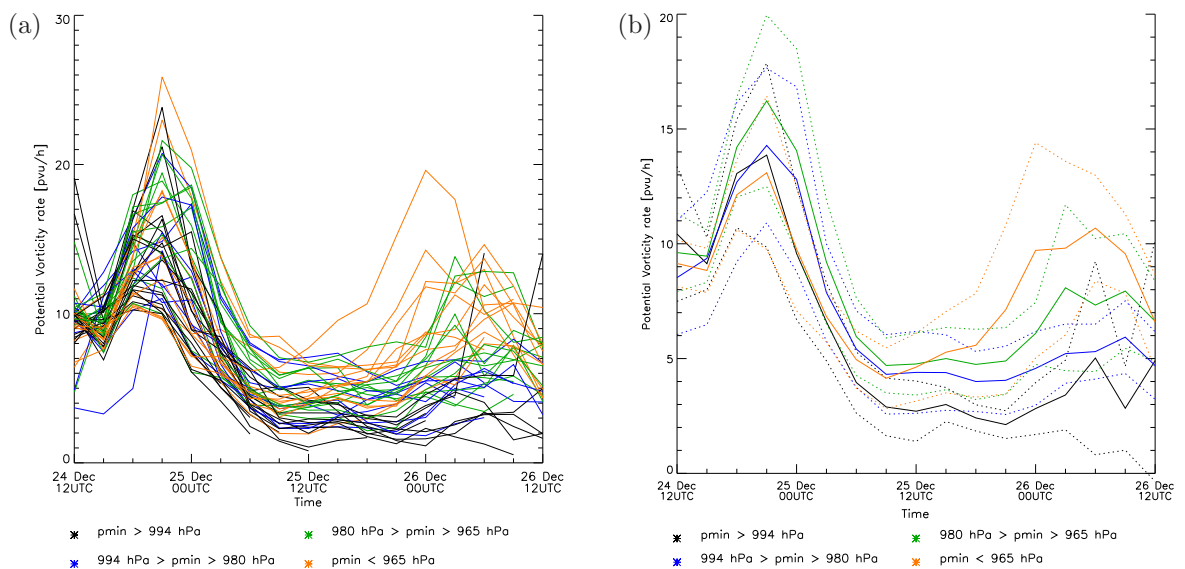 (a)
Potential Vorticity rate [pvu/h]
30
20
10
0
24 Dec
12UTC
25 Dec
00UTC
25 Dec
12UTC
26 Dec
00UTC
26 Dec
12UTC
Time
pmin > 994 hPa
980 hPa > pmin > 965 hPa
994 hPa > pmin > 980 hPa
pmin < 965 hPa
(b)
Potential Vorticity rate [pvu/h]
20
15
10
5
0
24 Dec
12UTC
25 Dec
00UTC
25 Dec
12UTC
26 Dec
00UTC
26 Dec
12UTC
Time
pmin > 994 hPa
980 hPa > pmin > 965 hPa
994 hPa > pmin > 980 hPa
pmin < 965 hPa